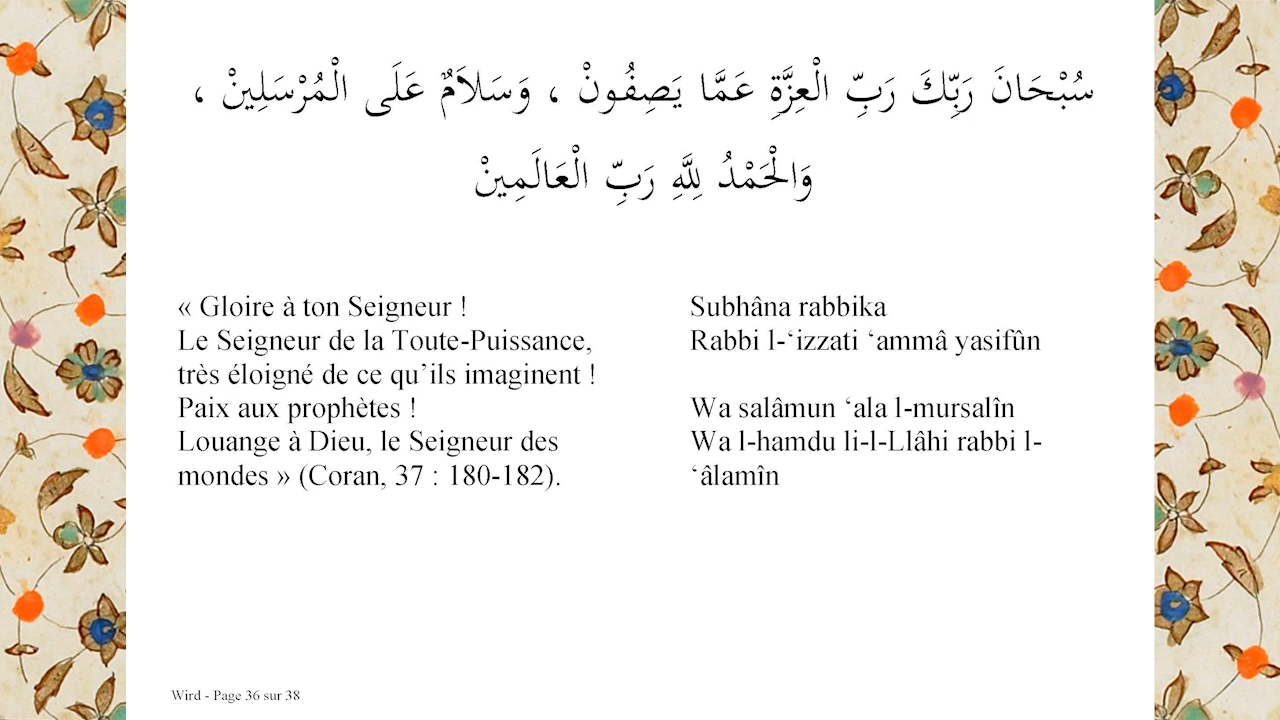 سُبْحَانَ رَبِّكَ رَبِّ الْعِزَّةِ عَمَّا يَصِفُونْ ، وَسَلاَمٌ عَلَى الْمُرْسَلِينْ ،
وَالْحَمْدُ لِلَّهِ رَبِّ الْعَالَمِينْ
« Gloire à ton Seigneur !
Le Seigneur de la Toute-Puissance,
très éloigné de ce qu’ils imaginent !
Paix aux prophètes !
Louange à Dieu, le Seigneur des
mondes » (Coran, 37 : 180-182).
Subhâna rabbika
Rabbi l-‘izzati ‘ammâ yasifûn
Wa salâmun ‘ala l-mursalîn
Wa l-hamdu li-l-Llâhi rabbi l-
‘âlamîn
Wird - Page 36 sur 38